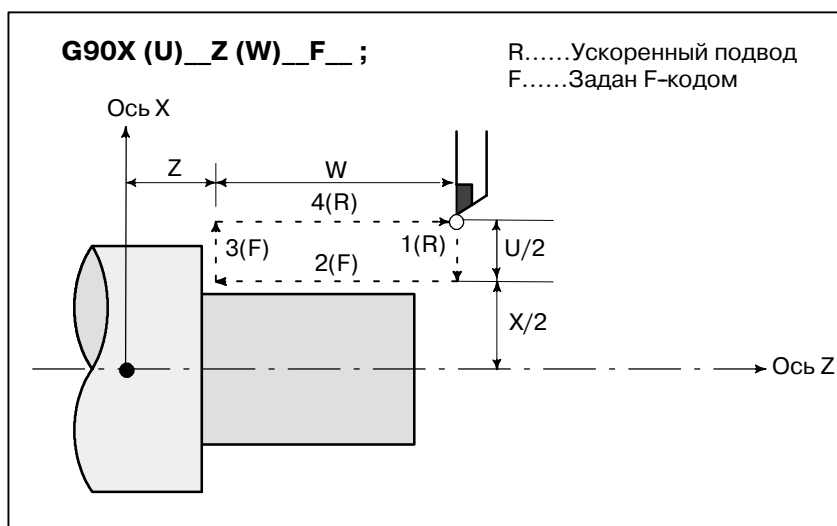 G90X (U)__Z (W)__F__ ;
R......Ускоренный подвод
F......Задан F-кодом
Ось X
Z
W
4(R)
3(F)
2(F)
1(R)
U/2
X/2
Ось Z